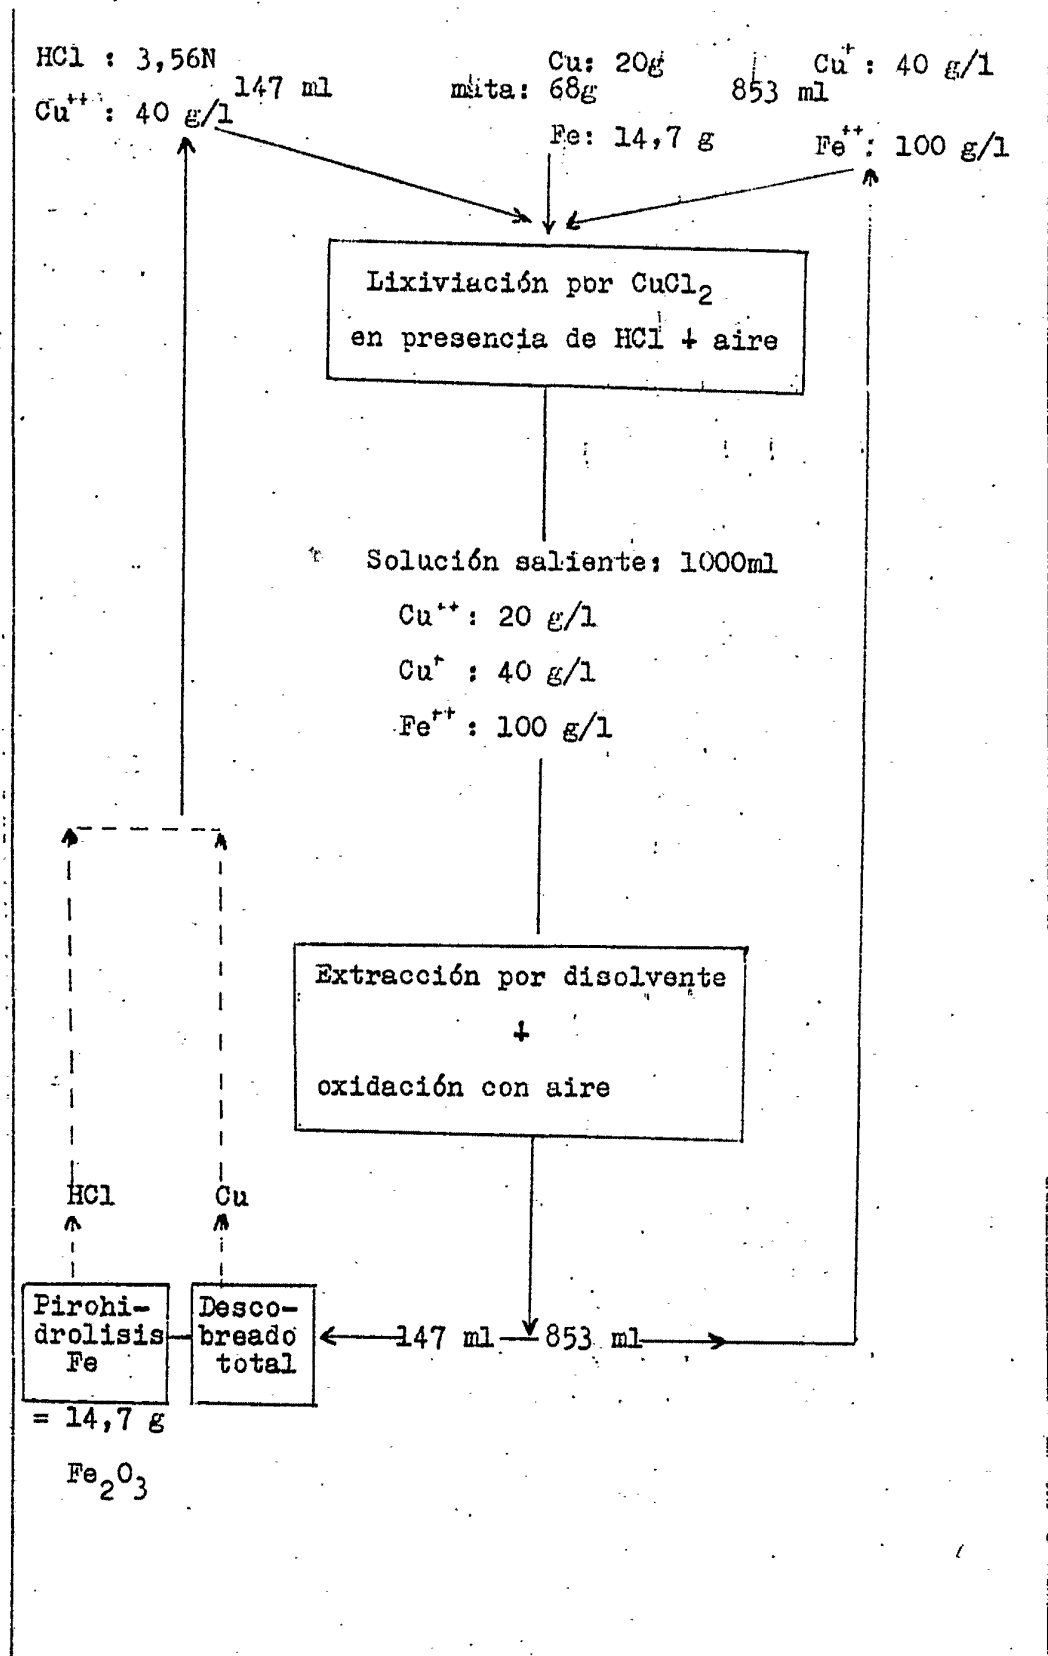 HCl : 3,56N
147 ml
Cu++ : 40 g/l
Cu: 20g
mata: 68g
Fe: 14,7 g
853 ml
Cu+ : 40 g/l
Fe++: 100 g/l
Lixiviación por CuCl2
en presencia de HCl + aire
Solución saliente: 1000ml
Cu++: 20 g/l
Cu+ : 40 g/l
Fe++ : 100 g/l
Extracción por disolvente
+
oxidación con aire
HCl
Cu
Pirohi-
drolisis
Fe
= 14,7 g
Fe2O3
Desco-
breado
total
147 ml
853 ml